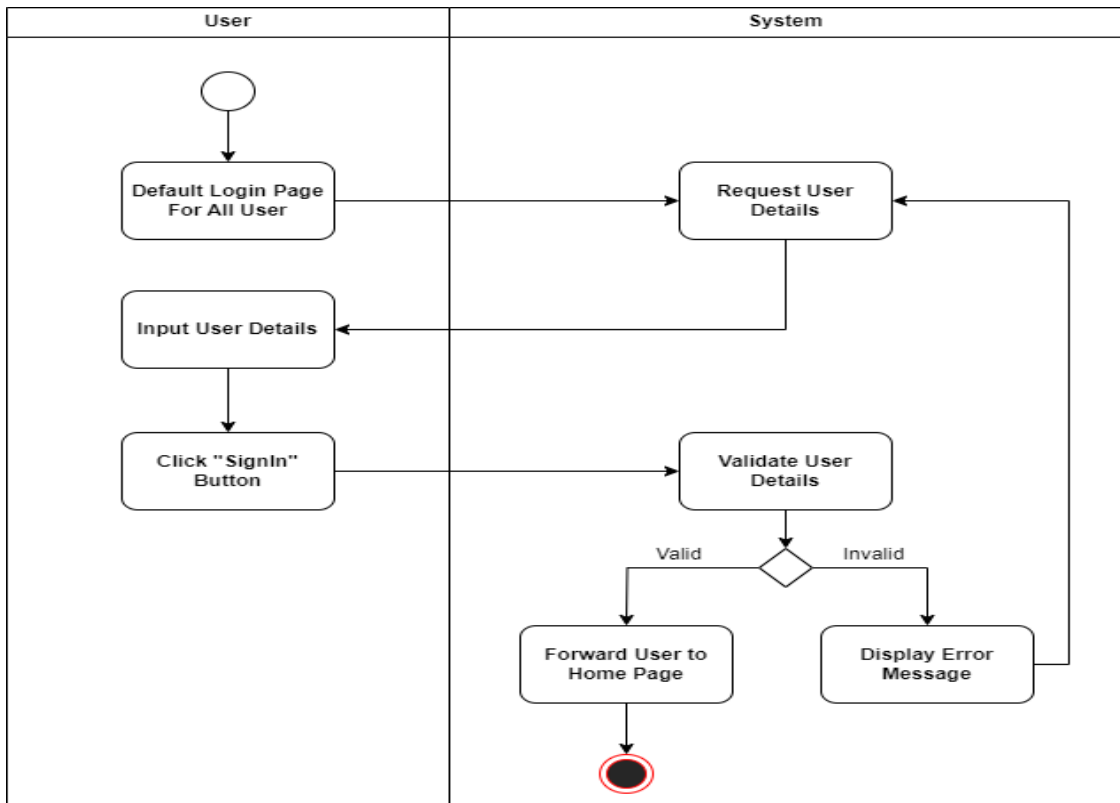 User
System
Default Login Page
For All User
Request User
Details
Input User Details
Click "SignIn"
Button
Validate User
Details
Valid
Invalid
Forward User to
Home Page
Display Error
Message